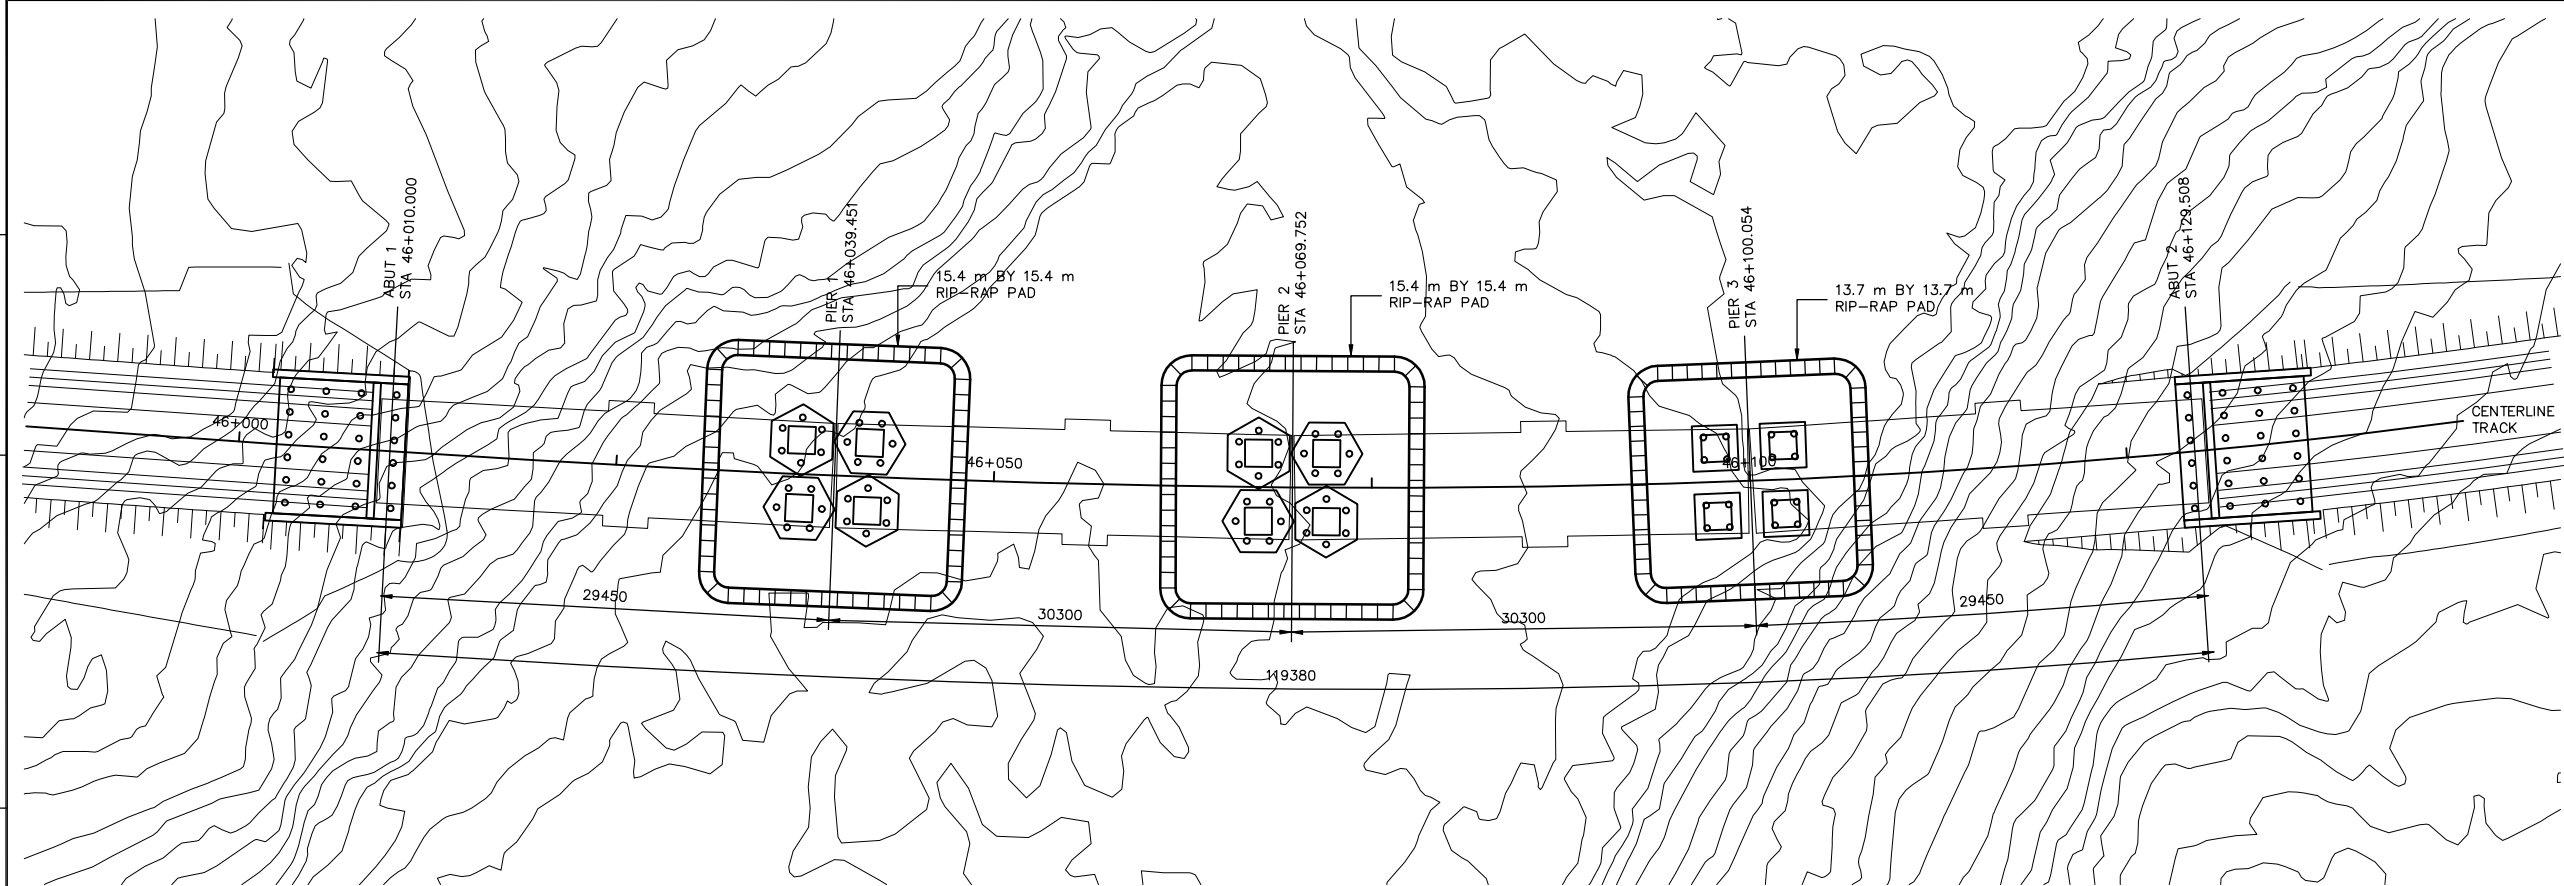 ABUT 1
STA 46+010.000
PIER 1
STA 46+039.451
15.4 m BY 15.4 m
RIP-RAP PAD
PIER 2
STA 46+069.752
15.4 m BY 15.4 m
RIP-RAP PAD
PIER 3
STA 46+100.054
13.7 m BY 13.7 m
RIP-RAP PAD
ABUT 2
STA 46+129.508
CENTERLINE
TRACK
46+000
46+050
46+100
29450
30300
30300
29450
119380